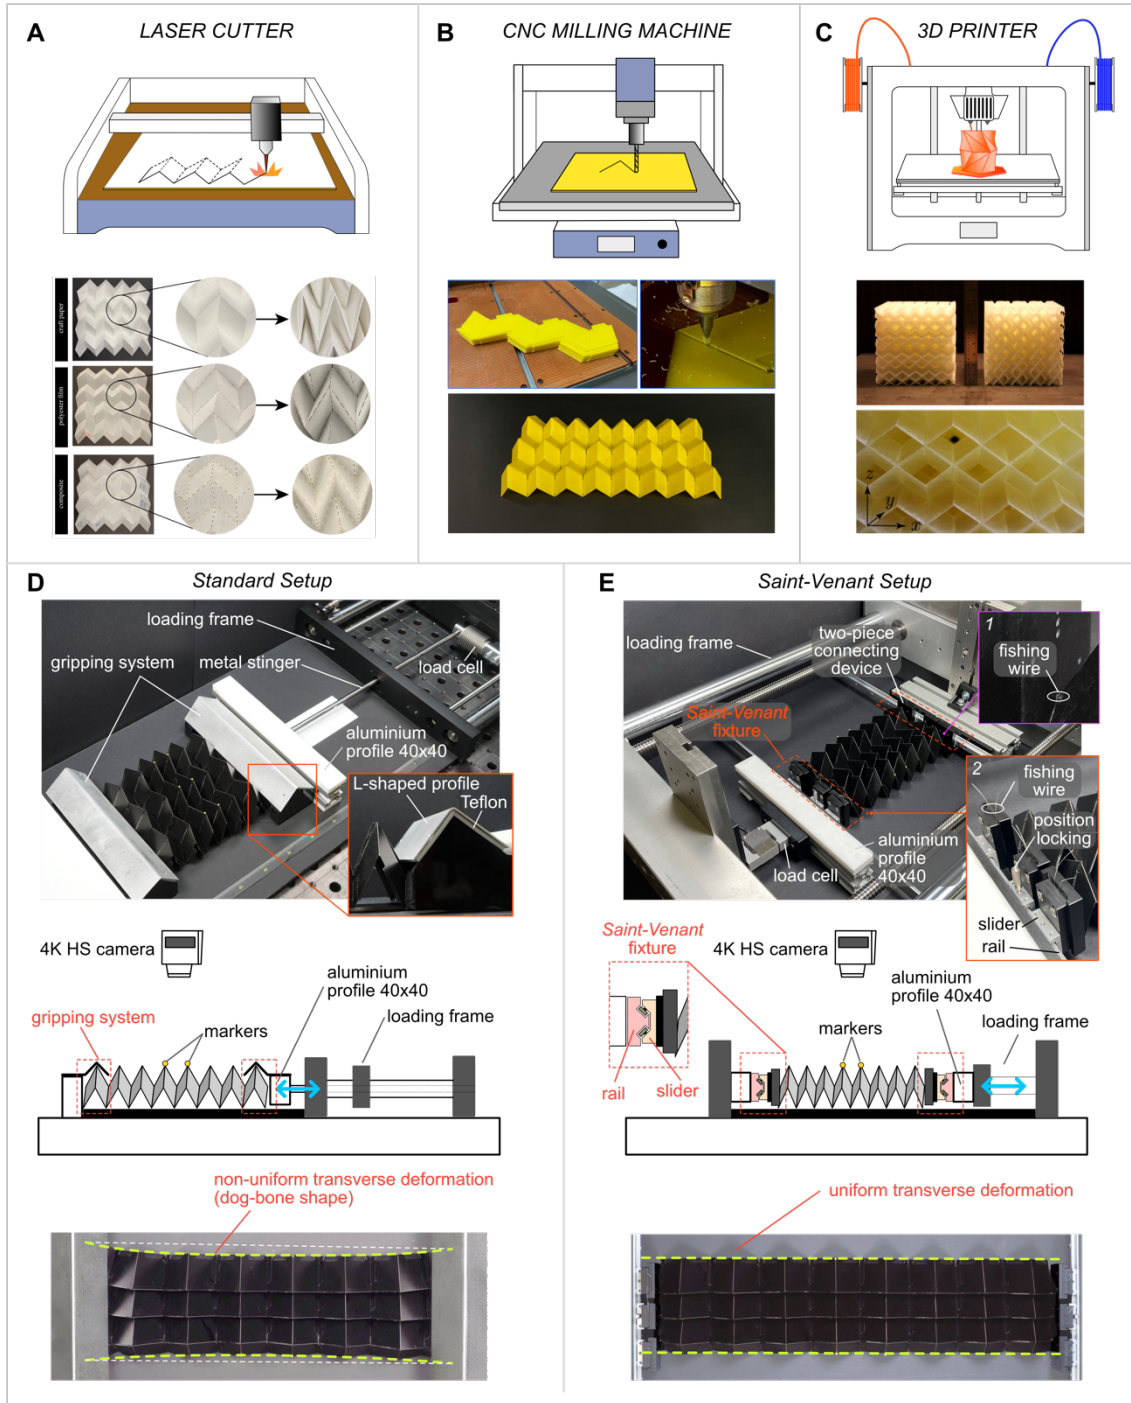 A
LASER CUTTER
craft paper
polyester film
composite
B
CNC MILLING MACHINE
C
3D PRINTER
z
y
x
D
Standard Setup
loading frame
gripping system
metal stinger
load cell
aluminium
profile 40x40
L-shaped profile
Teflon
4K HS camera
aluminium
profile 40x40
gripping system
markers
loading frame
non-uniform transverse deformation
(dog-bone shape)
E
Saint-Venant Setup
loading frame
two-piece
connecting
device
1
fishing
wire
Saint-Venant
fixture
2
fishing
wire
position
locking
aluminium
profile
40x40
load cell
slider
rail
Saint-Venant
fixture
4K HS camera
aluminium
profile 40x40
markers
loading frame
rail
slider
uniform transverse deformation